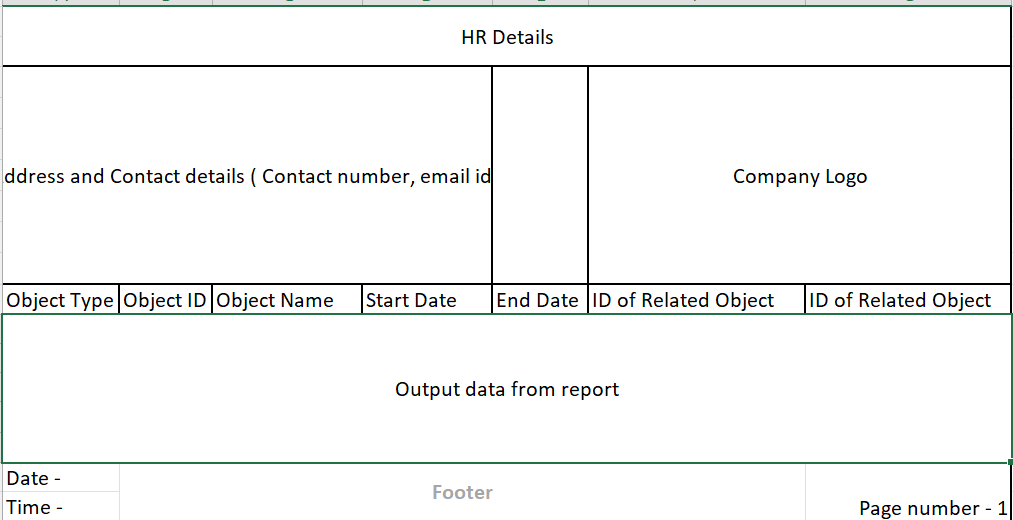 HR Details
ddress and Contact details ( Contact number, email id
Company Logo
Object Type Object ID Object Name Start Date End Date ID of Related Object ID of Related Object
Output data from report
Date -
Footer
Time -
Page number - 1